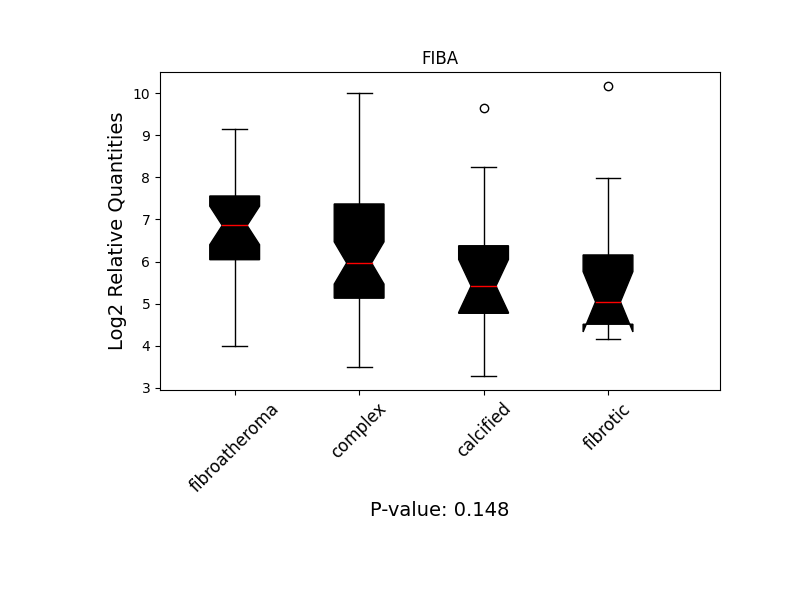 FIBA
Log2 Relative Quantities
10
9
8
7
6
5
4
3
fibroatheroma
complex
calcified
fibrotic
P-value: 0.148